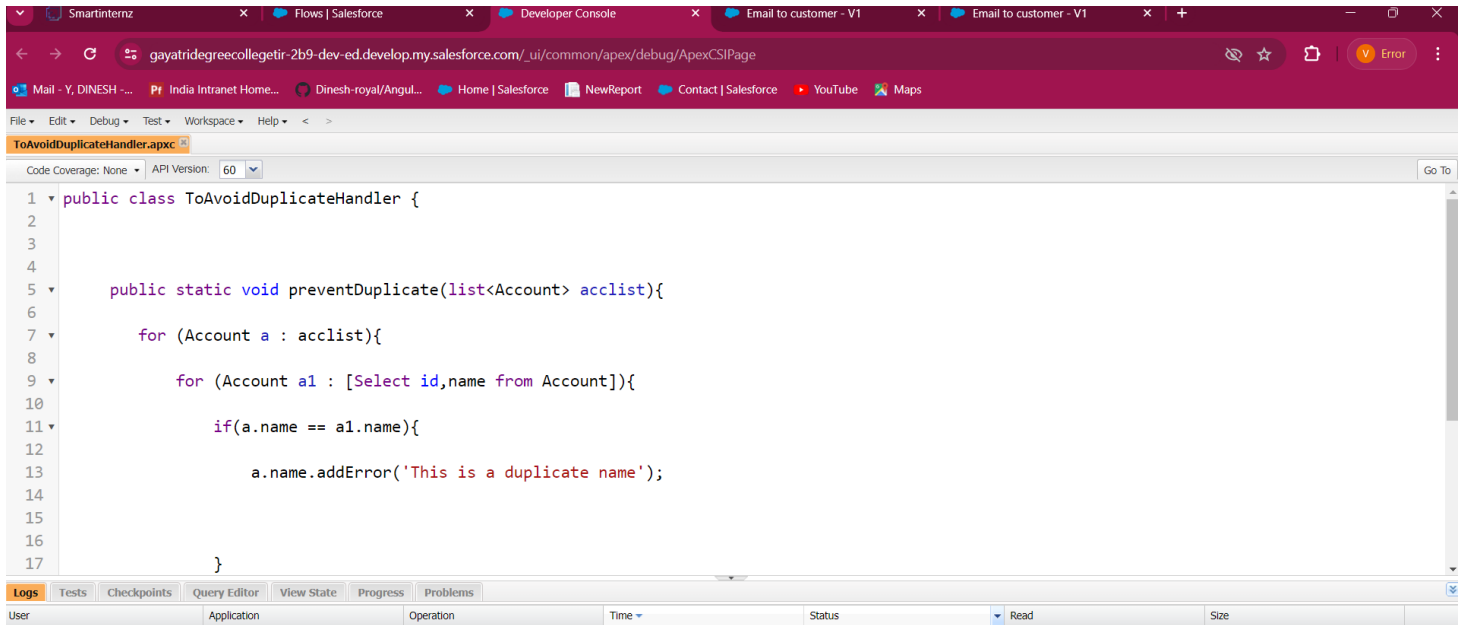 Smartinternz
Flows | Salesforce
Developer Console
Email to customer - V1
Email to customer - V1
gayatridegreecollegetir-2b9-dev-ed.develop.my.salesforce.com/_ui/common/apex/debug/ApexCSIPage
V Error
Mail - Y, DINESH -... Pf India Intranet Home... Dinesh-royal/Angul... Home | Salesforce NewReport Contact | Salesforce YouTube Maps
File Edit Debug Test Workspace Help < >
ToAvoidDuplicateHandler.apxc
Code Coverage: None API Version: 60 Go To
1 public class ToAvoidDuplicateHandler {
2
3
4
5 public static void preventDuplicate(list<Account> acclist){
6
7 for (Account a : acclist){
8
9 for (Account a1 : [Select id,name from Account]){
10
11 if(a.name == a1.name){
12
13 a.name.addError('This is a duplicate name');
14
15
16
17 }
Logs Tests Checkpoints Query Editor View State Progress Problems
User Application Operation Time Status Read Size